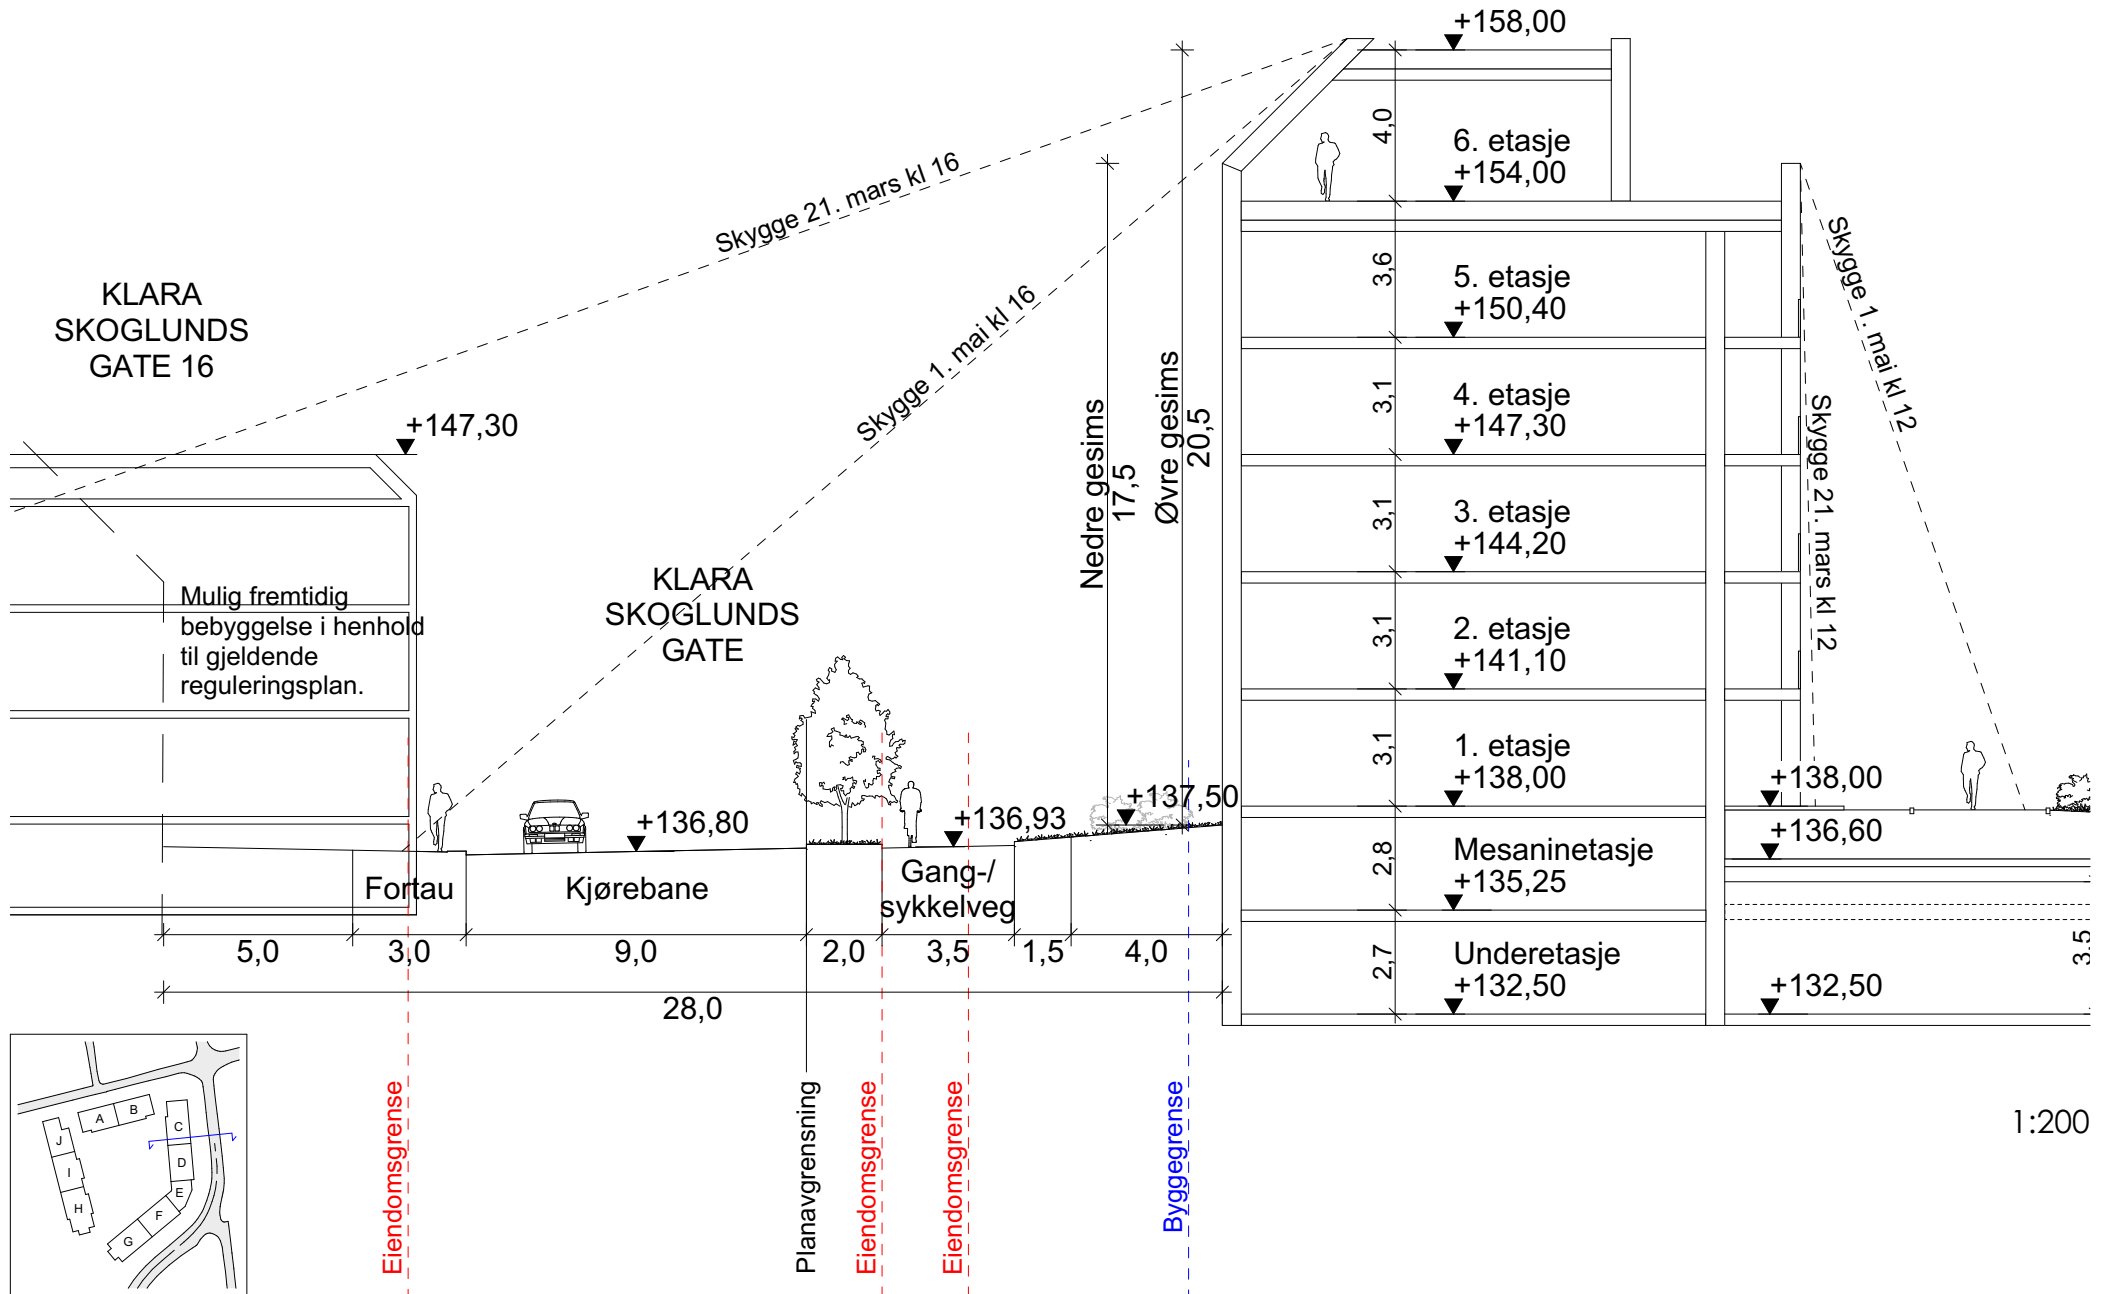 +158,00
4,0
6. etasje
+154,00
Skygge 21. mars kl 16
Skygge 1. mai kl 16
3,6
5. etasje
+150,40
Skygge 1. mai kl 12
Skygge 21. mars kl 12
KLARA
SKOGLUNDS
GATE 16
+147,30
Nedre gesims
17,5
Øvre gesims
20,5
3,1
4. etasje
+147,30
3,1
3. etasje
+144,20
Mulig fremtidig
bebyggelse i henhold
til gjeldende
reguleringsplan.
KLARA
SKOGLUNDS
GATE
3,1
2. etasje
+141,10
3,1
1. etasje
+138,00
+138,00
+136,80
+136,93
+137,50
+136,60
2,8
Mesaninetasje
+135,25
Fortau
Kjørebane
Gang-/
sykkelveg
5,0
3,0
9,0
2,0
3,5
1,5
4,0
28,0
2,7
Underetasje
+132,50
+132,50
3,5
A
B
C
D
E
F
G
H
I
J
Eiendomsgrense
Planavgrensning
Eiendomsgrense
Eiendomsgrense
Byggegrense
1:200